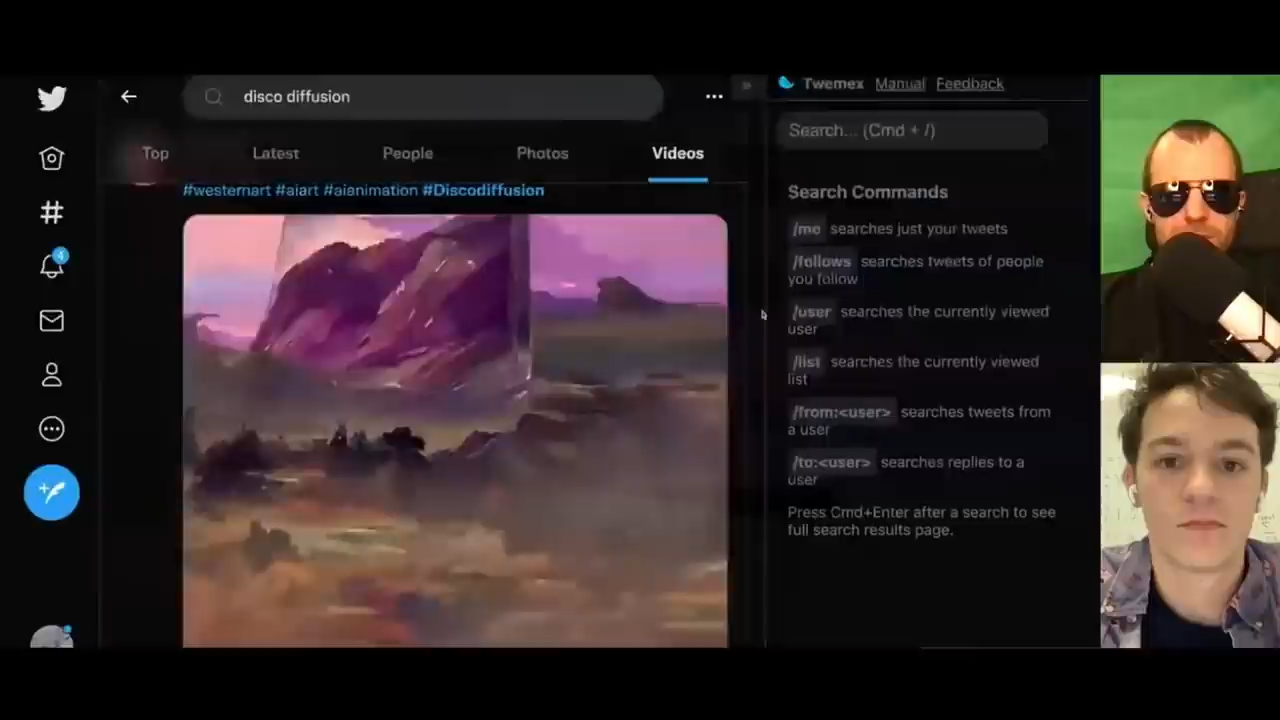 disco diffusion
Top Latest People Photos Videos
#westernart #aiart #aianimation #Discodiffusion
4
Twemex Manual Feedback
Search... (Cmd + /)
Search Commands
/me searches just your tweets
/follows searches tweets of people
you follow
/user searches the currently viewed
user
/list searches the currently viewed
list
/from:<user> searches tweets from
a user
/to:<user> searches replies to a
user
Press Cmd+Enter after a search to see
full search results page.